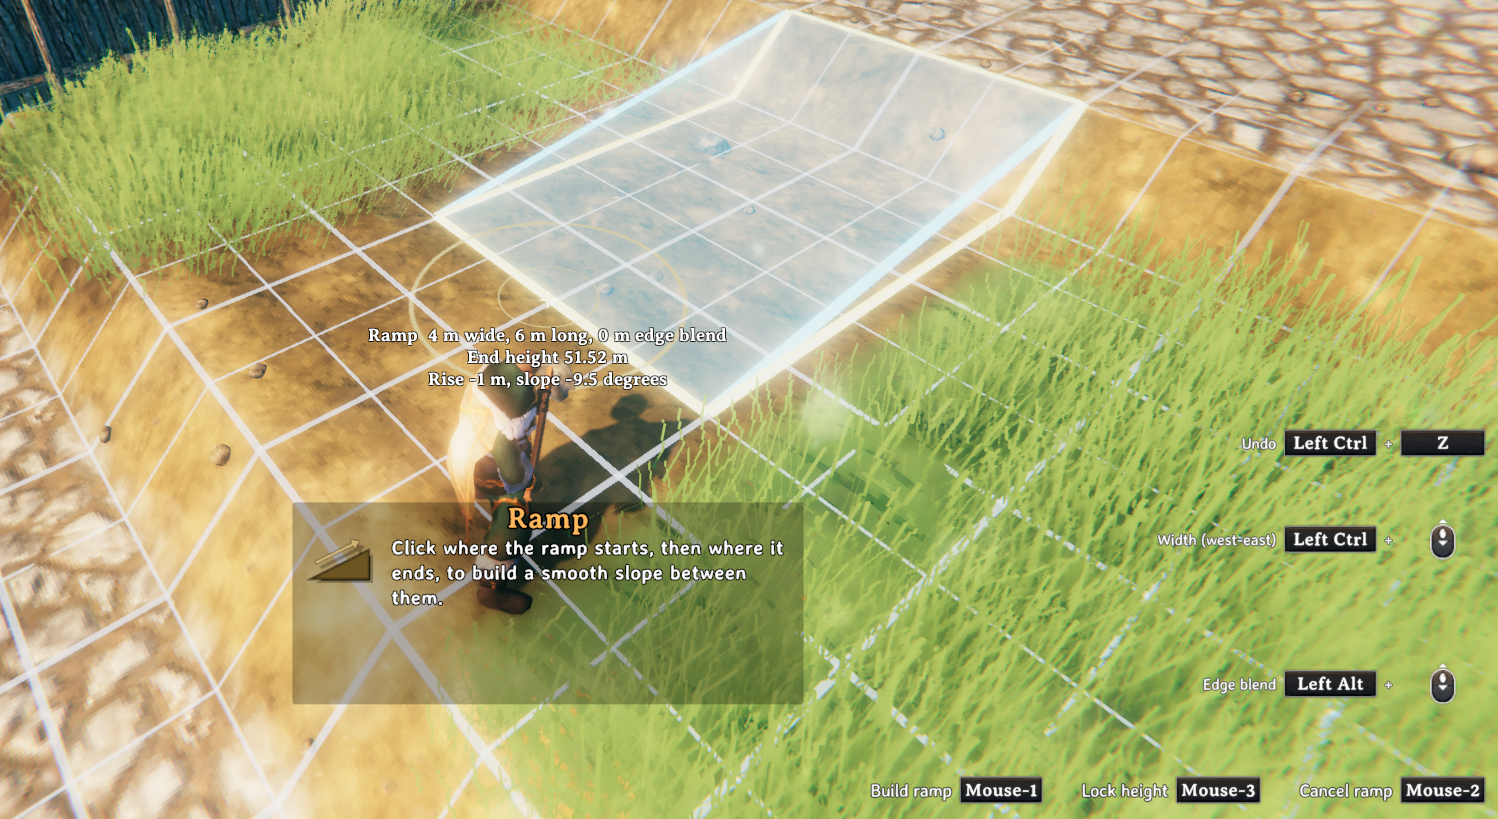 Ramp 4 m wide, 6 m long, 0 m edge blend
End height 51.52 m
Rise -1 m, slope -9.5 degrees
Undo Left Ctrl + Z
Ramp
Click where the ramp starts, then where it
ends, to build a smooth slope between
them.
Width (west-east) Left Ctrl +
Edge blend Left Alt +
Build ramp Mouse-1 Lock height Mouse-3 Cancel ramp Mouse-2